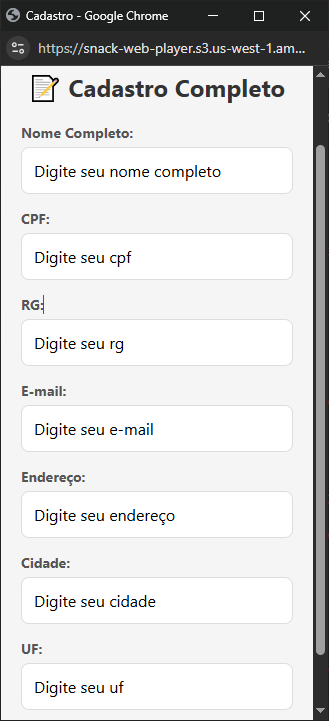 Cadastro - Google Chrome
https://snack-web-player.s3.us-west-1.am...
📝 Cadastro Completo
Nome Completo:
Digite seu nome completo
CPF:
Digite seu cpf
RG:
Digite seu rg
E-mail:
Digite seu e-mail
Endereço:
Digite seu endereço
Cidade:
Digite seu cidade
UF:
Digite seu uf